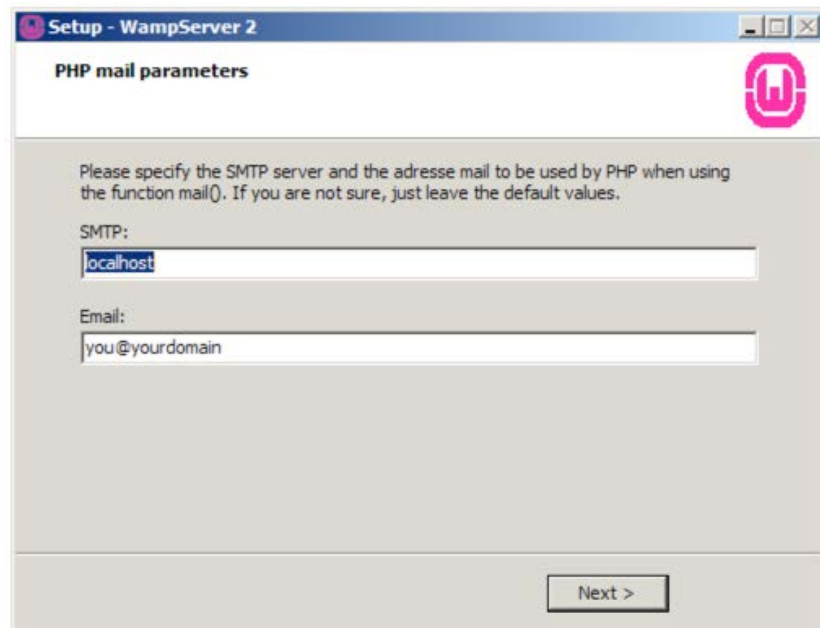 Setup - WampServer 2
PHP mail parameters
Please specify the SMTP server and the adresse mail to be used by PHP when using
the function mail(). If you are not sure, just leave the default values.
SMTP:
localhost
Email:
you@yourdomain
Next >